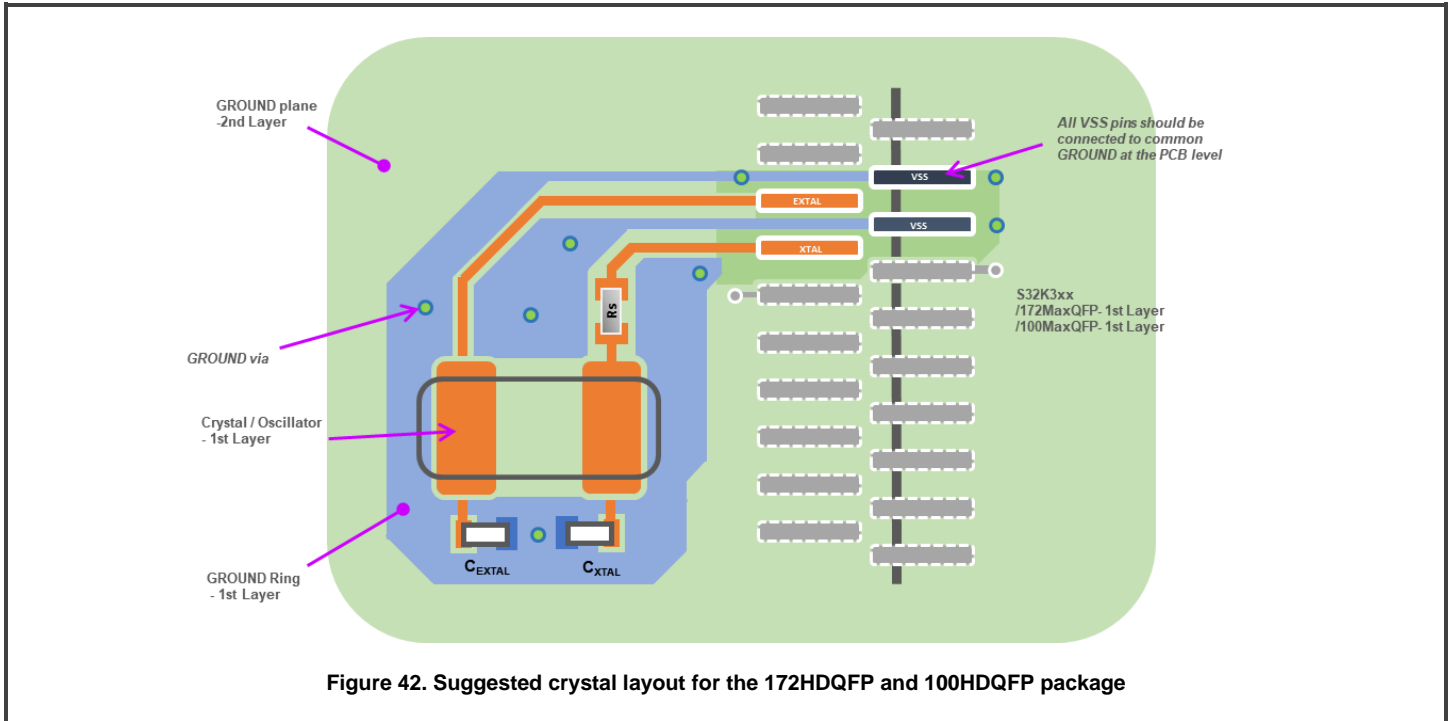 GROUND plane
-2nd Layer
All VSS pins should be
connected to common
GROUND at the PCB level
VSS
EXTAL
VSS
XTAL
S32K3xx
/172MaxQFP- 1st Layer
/100MaxQFP- 1st Layer
Rs
GROUND via
Crystal / Oscillator
- 1st Layer
GROUND Ring
- 1st Layer
CEXTAL
CXTAL
Figure 42. Suggested crystal layout for the 172HDQFP and 100HDQFP package